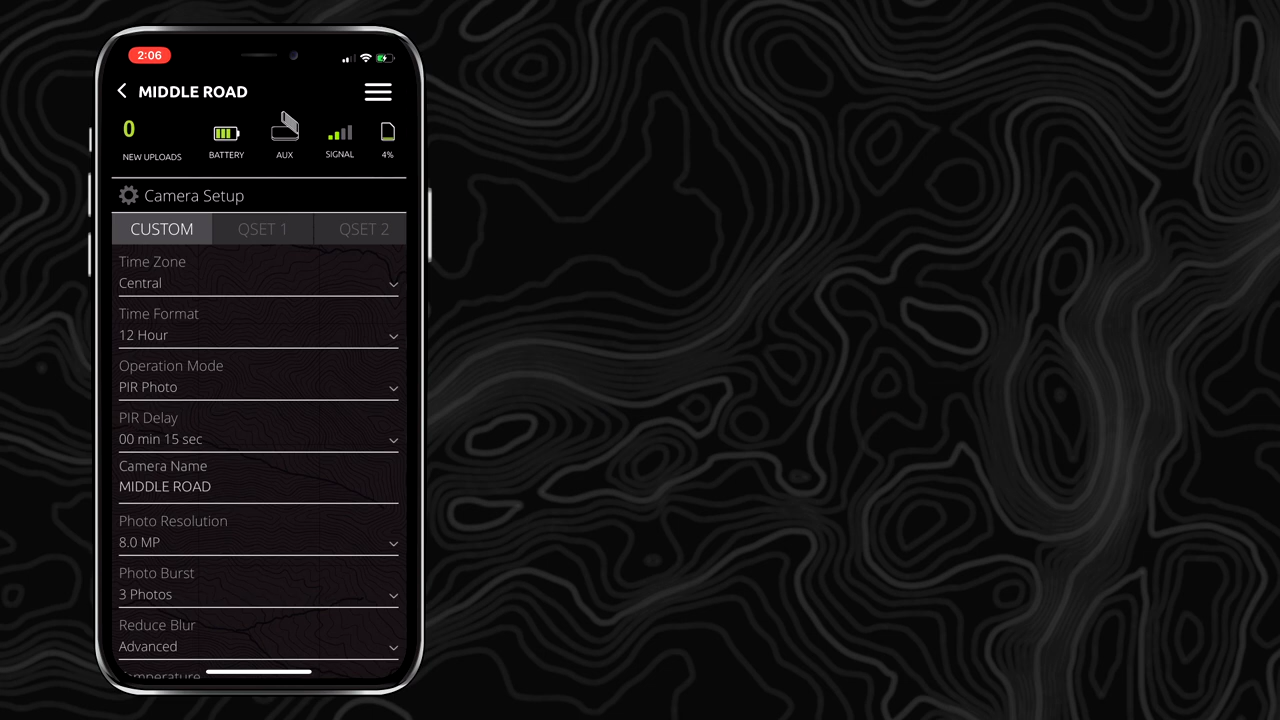 2:06
MIDDLE ROAD
0
NEW UPLOADS
BATTERY
AUX
SIGNAL
4%
Camera Setup
CUSTOM QSET 1 QSET 2
Time Zone
Central
Time Format
12 Hour
Operation Mode
PIR Photo
PIR Delay
00 min 15 sec
Camera Name
MIDDLE ROAD
Photo Resolution
8.0 MP
Photo Burst
3 Photos
Reduce Blur
Advanced